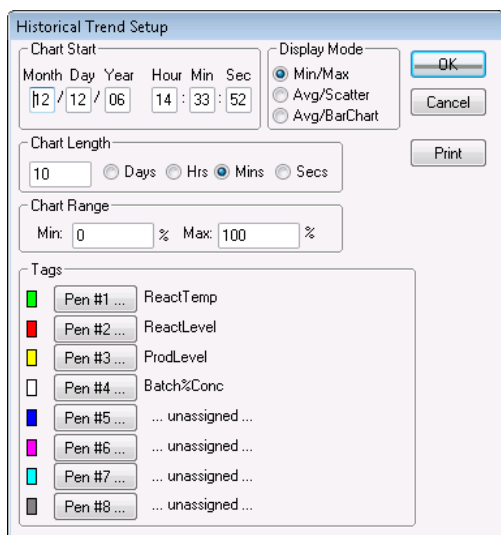 Historical Trend Setup
Chart Start
Month Day Year Hour Min Sec
12 / 12 / 06 14 : 33 : 52
Display Mode
Min/Max
Avg/Scatter
Avg/BarChart
OK
Cancel
Print
Chart Length
10 Days Hrs Mins Secs
Chart Range
Min: 0 % Max: 100 %
Tags
Pen #1 ... ReactTemp
Pen #2 ... ReactLevel
Pen #3 ... ProdLevel
Pen #4 ... Batch%Conc
Pen #5 ... ... unassigned ...
Pen #6 ... ... unassigned ...
Pen #7 ... ... unassigned ...
Pen #8 ... ... unassigned ...